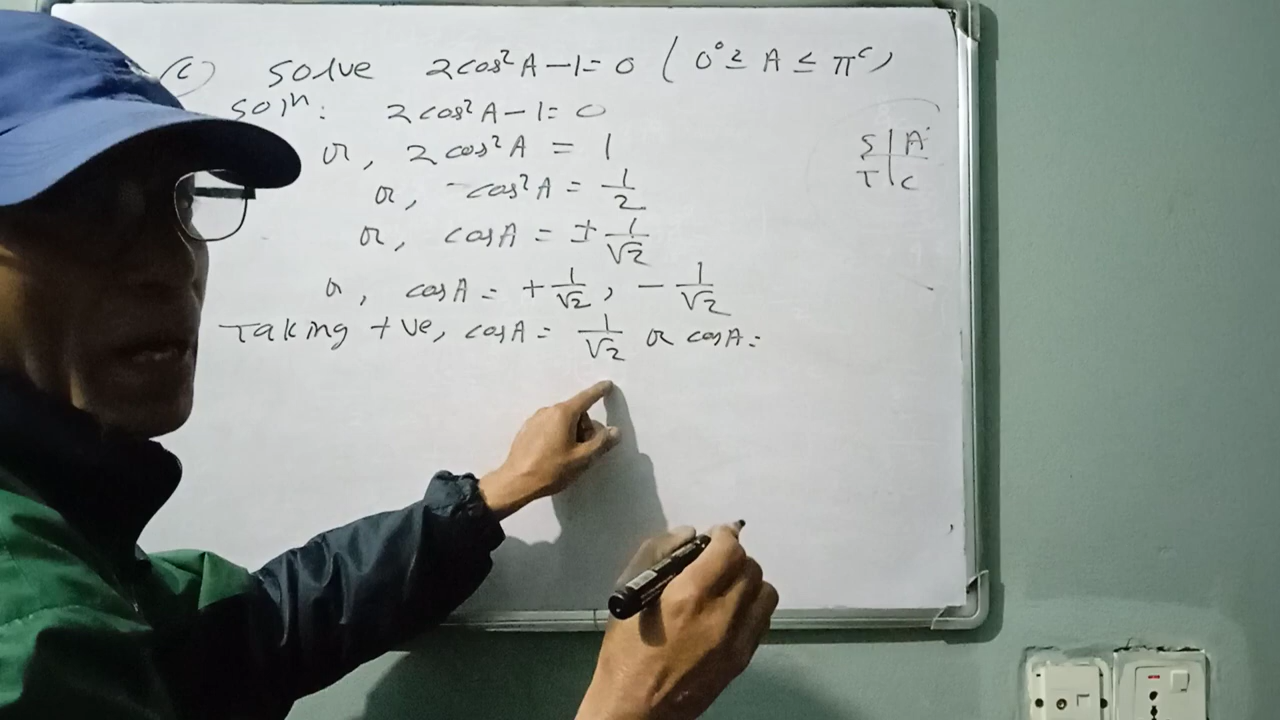 (c) Solve 2cos²A-1=0 (0°≥ A ≤ πᶜ)
Soln: 2cos²A-1=0
or, 2cos²A = 1
or, cos²A = 1/2
or, cosA = ± 1/√2
or, cosA = + 1/√2, - 1/√2
Taking +ve, cosA = 1/√2 or cosA =
S | A
T | C